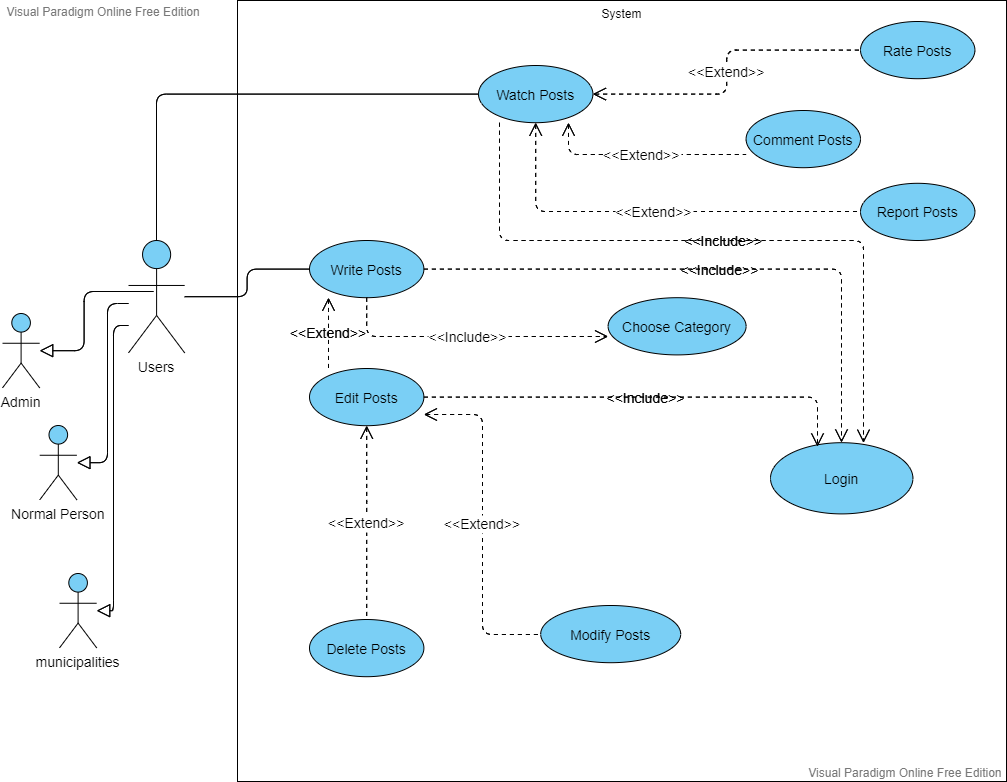 Visual Paradigm Online Free Edition
System
Rate Posts
<<Extend>>
Watch Posts
Comment Posts
<<Extend>>
Report Posts
<<Extend>>
<<Include>>
Write Posts
<<Include>>
Choose Category
<<Extend>>
<<Include>>
Users
Admin
Edit Posts
<<Include>>
Login
Normal Person
<<Extend>>
<<Extend>>
Modify Posts
Delete Posts
municipalities
Visual Paradigm Online Free Edition